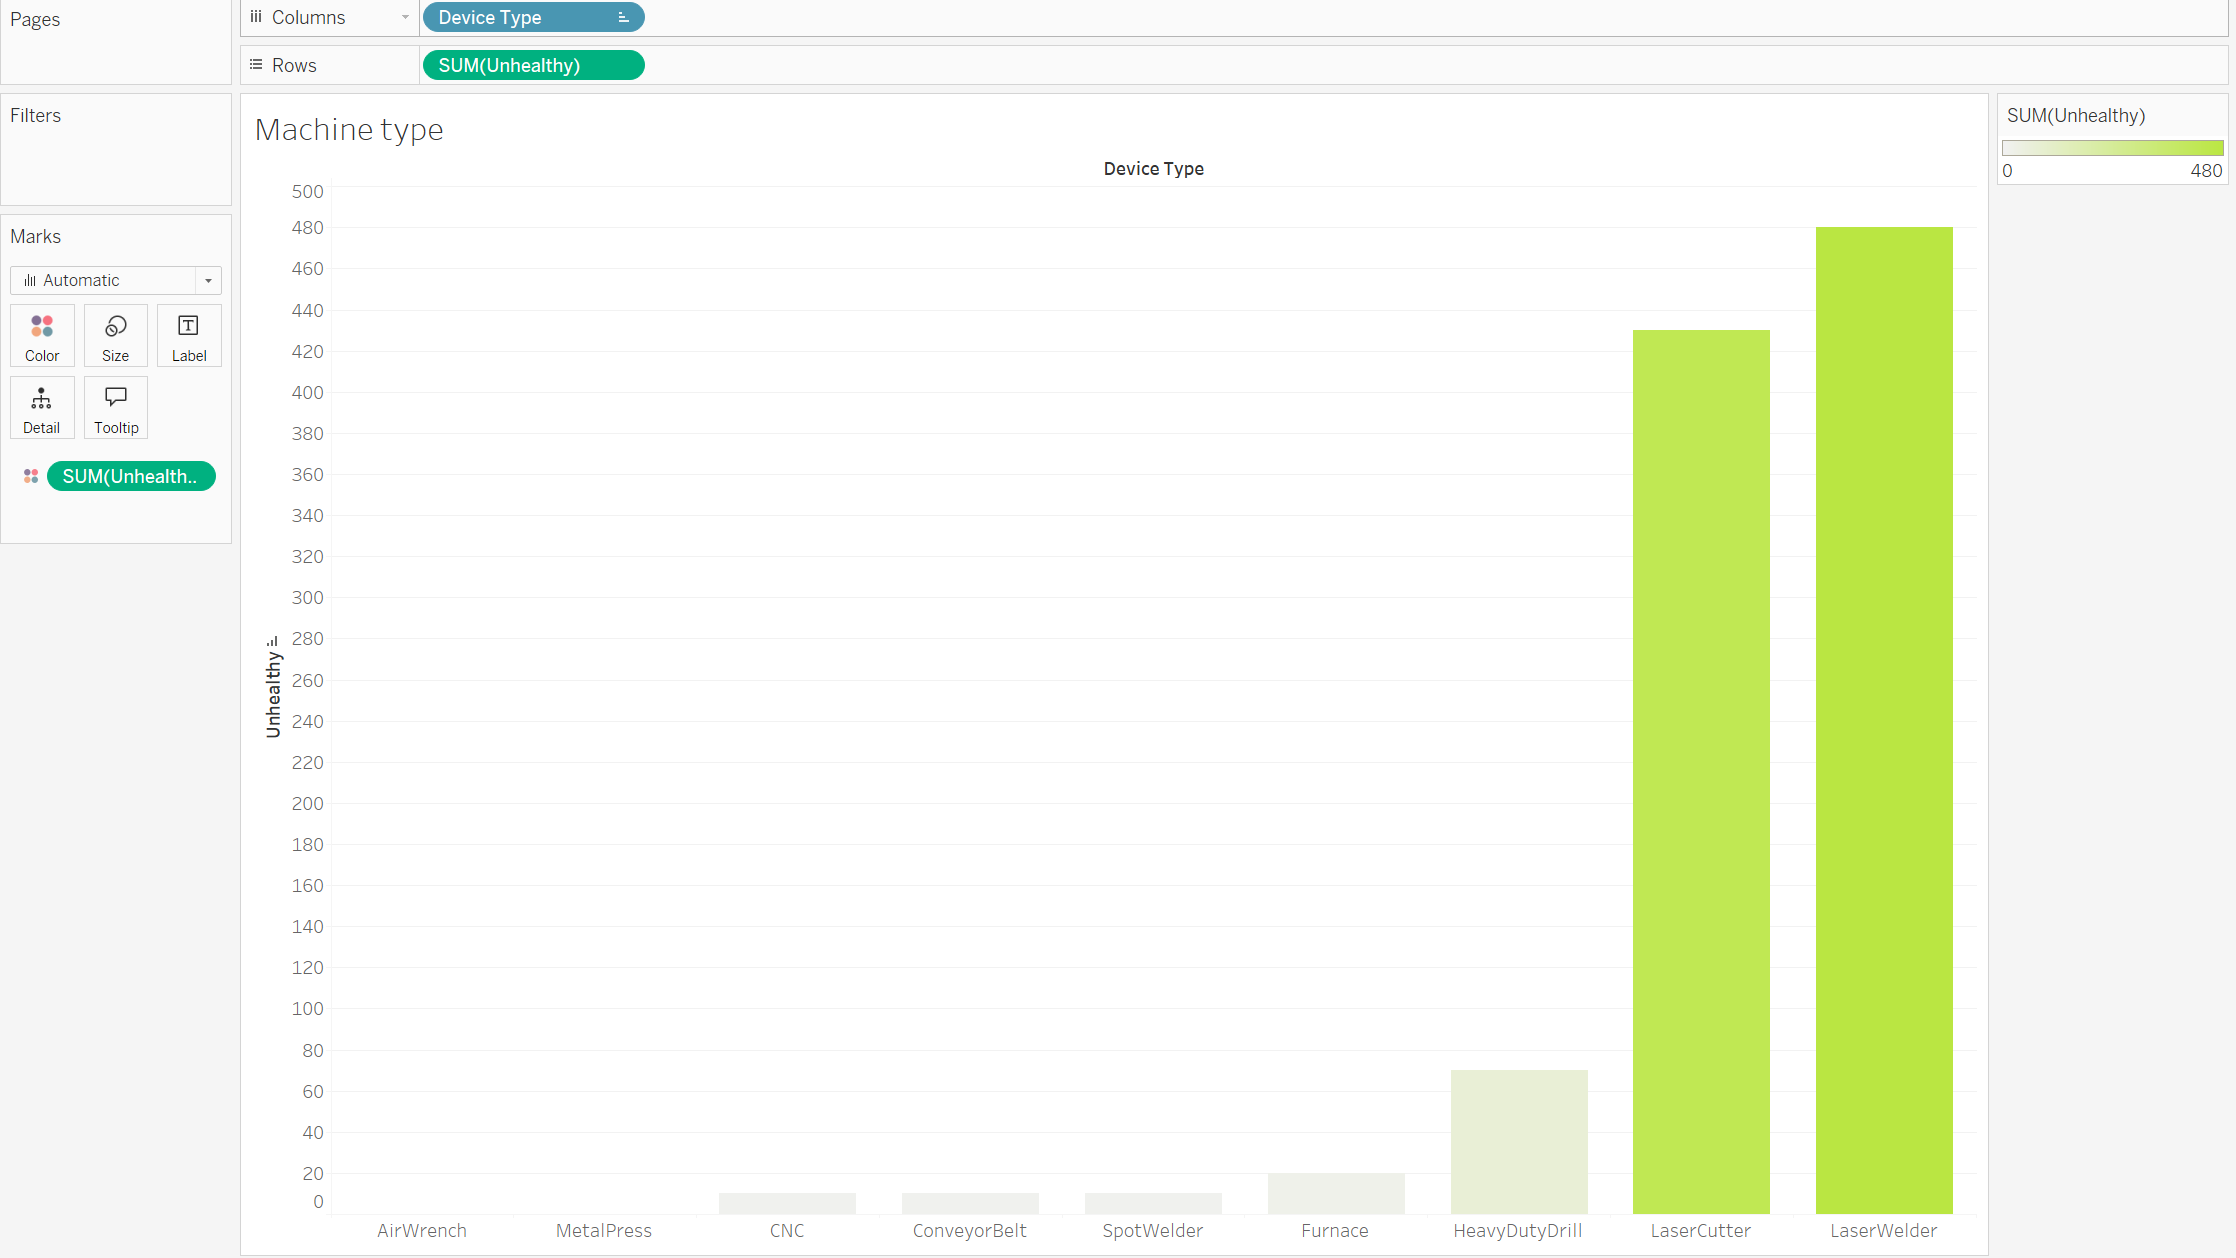 Pages
Columns
Device Type
Rows
SUM(Unhealthy)
Filters
Marks
Automatic
Color
Size
Label
Detail
Tooltip
SUM(Unhealth..
Machine type
Device Type
500
480
460
440
420
400
380
360
340
320
300
280
260
240
220
200
180
160
140
120
100
80
60
40
20
0
Unhealthy
AirWrench
MetalPress
CNC
ConveyorBelt
SpotWelder
Furnace
HeavyDutyDrill
LaserCutter
LaserWelder
SUM(Unhealthy)
0
480